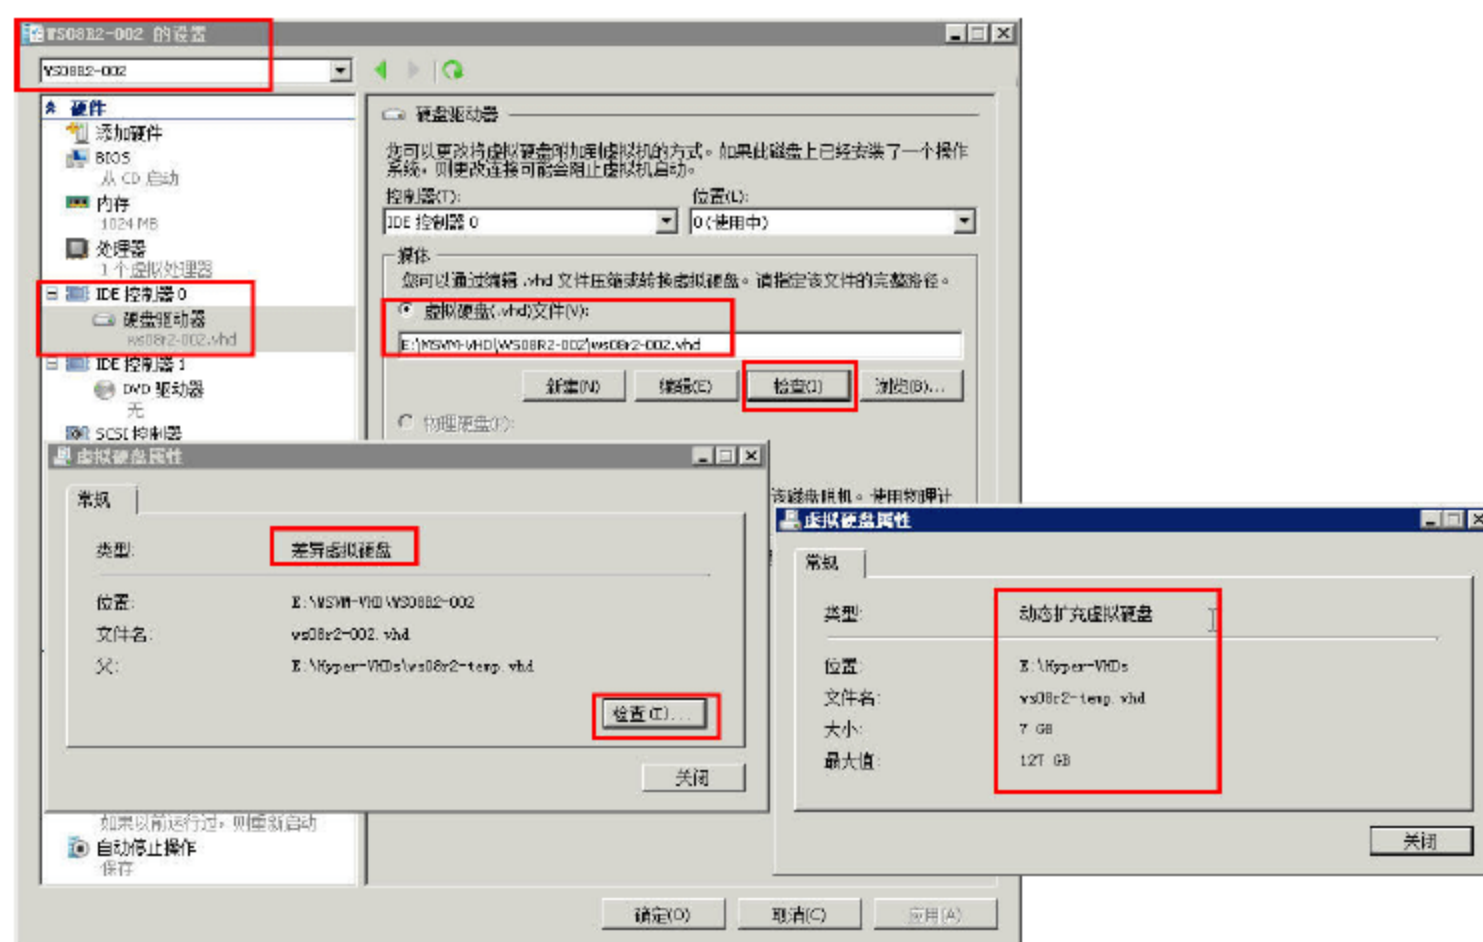 WS08R2-002 的设置
WS08R2-002
硬件
添加硬件
BIOS
从 CD 启动
内存
1024 MB
处理器
1 个虚拟处理器
IDE 控制器 0
硬盘驱动器
ws08r2-002.vhd
IDE 控制器 1
DVD 驱动器
无
SCSI 控制器
硬盘驱动器
您可以更改将虚拟硬盘附加到虚拟机的方式。如果此磁盘上已经安装了一个操作
系统，则更改连接可能会阻止虚拟机启动。
控制器(T): 位置(L):
IDE 控制器 0 0 (使用中)
媒体
您可以通过编辑 .vhd 文件压缩或转换虚拟硬盘。请指定该文件的完整路径。
虚拟硬盘(.vhd)文件(V):
E:\MSVM-VHD\WS08R2-002\ws08r2-002.vhd
新建(N) 编辑(E) 检查(I) 浏览(B)...
物理硬盘(P):
该磁盘脱机。使用物理计
虚拟硬盘属性
常规
类型: 差异虚拟硬盘
位置: E:\MSVM-VHD\WS08R2-002
文件名: ws08r2-002.vhd
父: E:\Hyper-VHDs\ws08r2-temp.vhd
检查(I)...
关闭
虚拟硬盘属性
常规
类型: 动态扩充虚拟硬盘
位置: E:\Hyper-VHDs
文件名: ws08r2-temp.vhd
大小: 7 GB
最大值: 127 GB
关闭
如果以前运行过，则重新启动
自动停止操作
保存
确定(O) 取消(C) 应用(A)